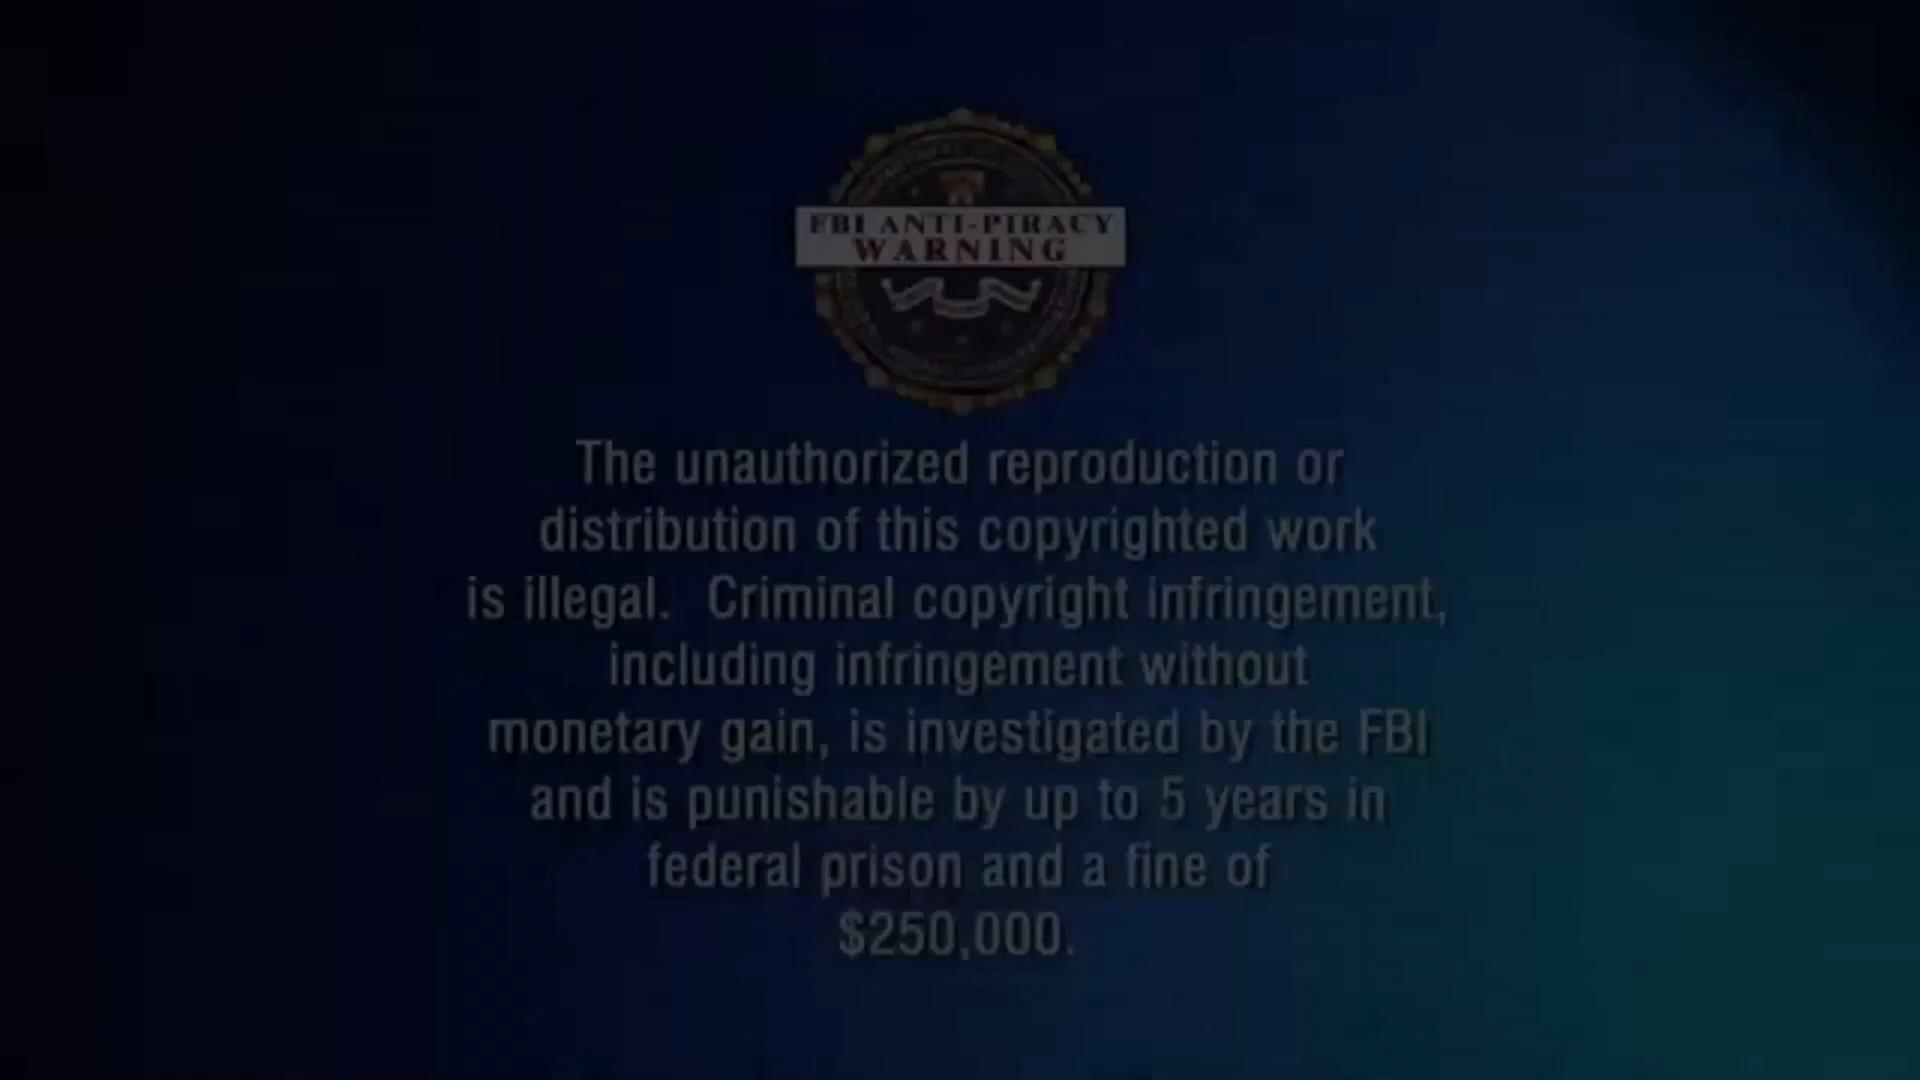 FBI ANTI-PIRACY
WARNING
The unauthorized reproduction or
distribution of this copyrighted work
is illegal.  Criminal copyright infringement,
including infringement without
monetary gain, is investigated by the FBI
and is punishable by up to 5 years in
federal prison and a fine of
$250,000.